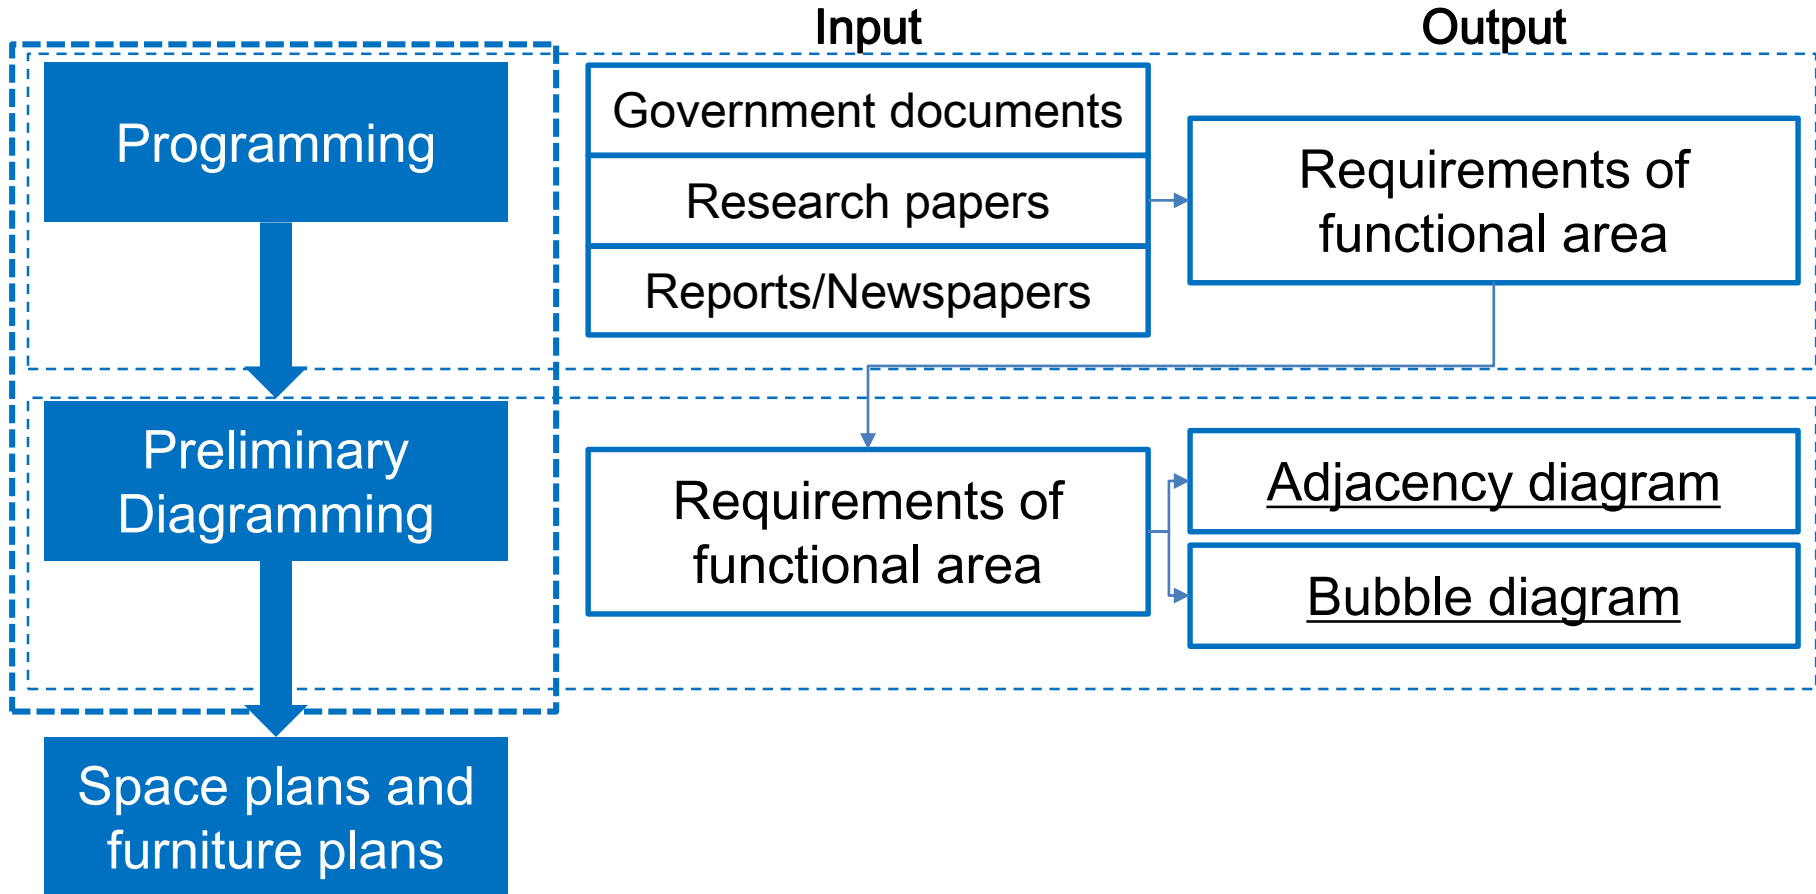 Input
Output
Programming
Government documents
Research papers
Reports/Newspapers
Requirements of
functional area
Preliminary
Diagramming
Requirements of
functional area
Adjacency diagram
Bubble diagram
Space plans and
furniture plans